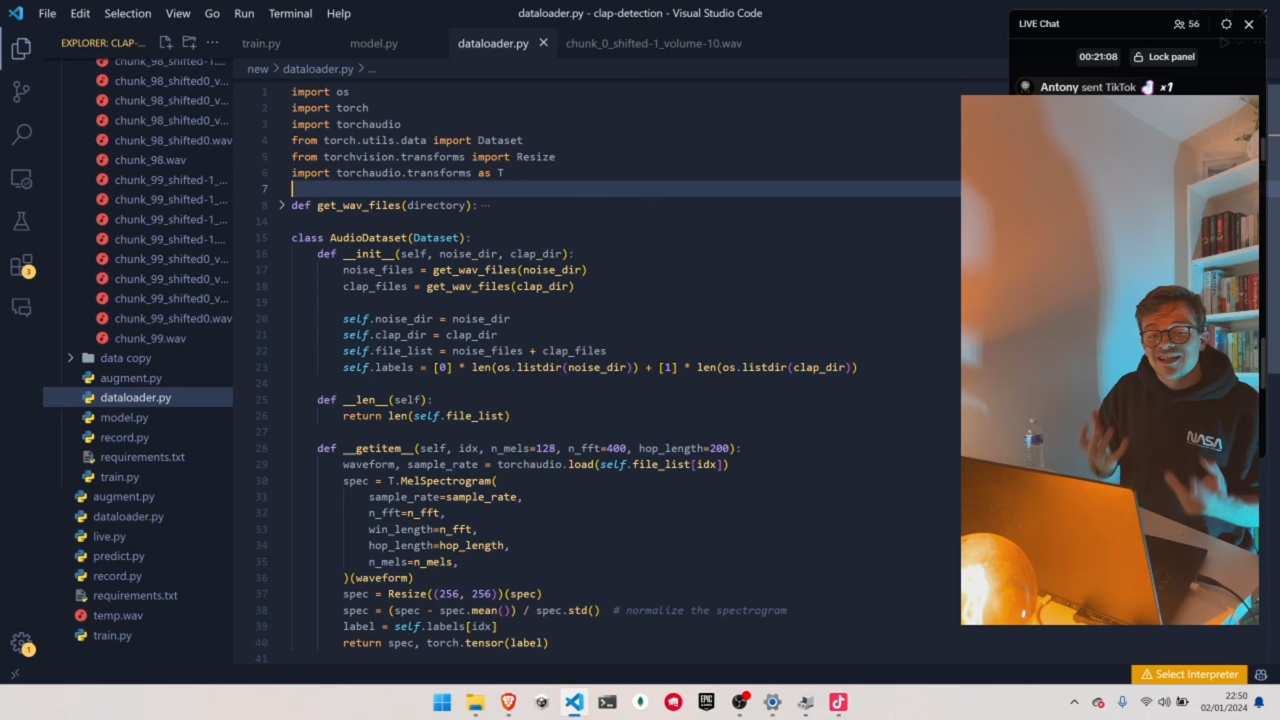 File Edit Selection View Go Run Terminal Help
dataloader.py - clap-detection - Visual Studio Code
EXPLORER: CLAP-...
train.py model.py dataloader.py chunk_0_shifted-1_volume-10.wav
new > dataloader.py > ...
chunk_98_shifted-1...
chunk_98_shifted0_v...
chunk_98_shifted0_v...
chunk_98_shifted0_v...
chunk_98_shifted0.wav
chunk_98.wav
chunk_99_shifted-1_...
chunk_99_shifted-1_...
chunk_99_shifted-1_...
chunk_99_shifted-1....
chunk_99_shifted0_v...
chunk_99_shifted0_v...
chunk_99_shifted0_v...
chunk_99_shifted0.wav
chunk_99.wav
data copy
augment.py
dataloader.py
model.py
record.py
requirements.txt
train.py
augment.py
dataloader.py
live.py
predict.py
record.py
requirements.txt
temp.wav
train.py
3
1
1 import os
2 import torch
3 import torchaudio
4 from torch.utils.data import Dataset
5 from torchvision.transforms import Resize
6 import torchaudio.transforms as T
7
8 def get_wav_files(directory): ...
14
15 class AudioDataset(Dataset):
16 def __init__(self, noise_dir, clap_dir):
17 noise_files = get_wav_files(noise_dir)
18 clap_files = get_wav_files(clap_dir)
19
20 self.noise_dir = noise_dir
21 self.clap_dir = clap_dir
22 self.file_list = noise_files + clap_files
23 self.labels = [0] * len(os.listdir(noise_dir)) + [1] * len(os.listdir(clap_dir))
24
25 def __len__(self):
26 return len(self.file_list)
27
28 def __getitem__(self, idx, n_mels=128, n_fft=400, hop_length=200):
29 waveform, sample_rate = torchaudio.load(self.file_list[idx])
30 spec = T.MelSpectrogram(
31 sample_rate=sample_rate,
32 n_fft=n_fft,
33 win_length=n_fft,
34 hop_length=hop_length,
35 n_mels=n_mels,
36 )(waveform)
37 spec = Resize((256, 256))(spec)
38 spec = (spec - spec.mean()) / spec.std() # normalize the spectrogram
39 label = self.labels[idx]
40 return spec, torch.tensor(label)
41
LIVE Chat 56
00:21:08 Lock panel
Antony sent TikTok x1
NASA
Select Interpreter
EPIC GAMES
22:50
02/01/2024